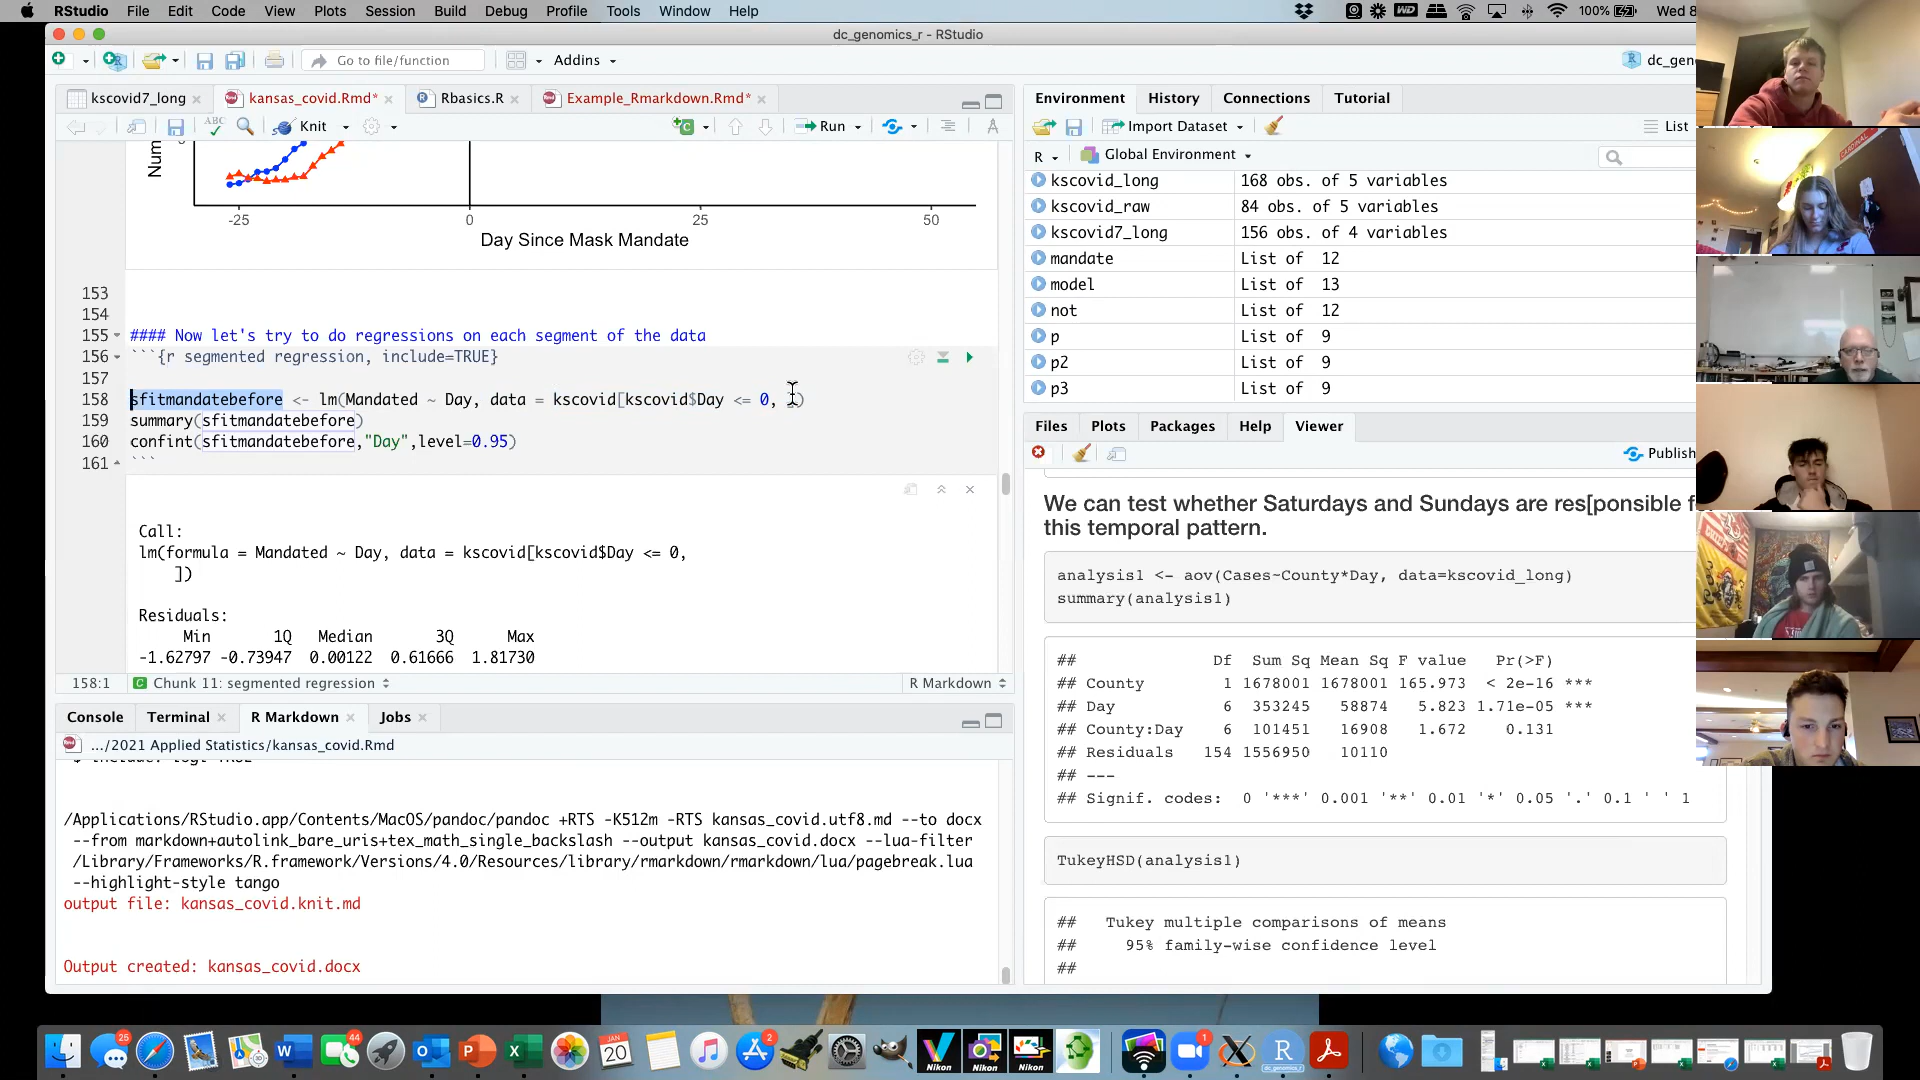 RStudio File Edit Code View Plots Session Build Debug Profile Tools Window Help
100% Wed 8
dc_genomics_r - RStudio
Go to file/function Addins
kscovid7_long kansas_covid.Rmd* Rbasics.R Example_Rmarkdown.Rmd*
ABC Knit Run
Num
-25 0 25 50
Day Since Mask Mandate
153
154
155 #### Now let's try to do regressions on each segment of the data
156 ```{r segmented regression, include=TRUE}
157
158 sfitmandatebefore <- lm(Mandated ~ Day, data = kscovid[kscovid$Day <= 0, ])
159 summary(sfitmandatebefore)
160 confint(sfitmandatebefore,"Day",level=0.95)
161 ```
Call:
lm(formula = Mandated ~ Day, data = kscovid[kscovid$Day <= 0,
])
Residuals:
Min 1Q Median 3Q Max
-1.62797 -0.73947 0.00122 0.61666 1.81730
158:1 Chunk 11: segmented regression R Markdown
Console Terminal R Markdown Jobs
.../2021 Applied Statistics/kansas_covid.Rmd
/Applications/RStudio.app/Contents/MacOS/pandoc/pandoc +RTS -K512m -RTS kansas_covid.utf8.md --to docx
--from markdown+autolink_bare_uris+tex_math_single_backslash --output kansas_covid.docx --lua-filter
/Library/Frameworks/R.framework/Versions/4.0/Resources/library/rmarkdown/rmarkdown/lua/pagebreak.lua
--highlight-style tango
output file: kansas_covid.knit.md
Output created: kansas_covid.docx
dc_gen
Environment History Connections Tutorial
Import Dataset List
R Global Environment
kscovid_long 168 obs. of 5 variables
kscovid_raw 84 obs. of 5 variables
kscovid7_long 156 obs. of 4 variables
mandate List of 12
model List of 13
not List of 12
p List of 9
p2 List of 9
p3 List of 9
Files Plots Packages Help Viewer
Publish
We can test whether Saturdays and Sundays are res[ponsible f
this temporal pattern.
analysis1 <- aov(Cases~County*Day, data=kscovid_long)
summary(analysis1)
## Df Sum Sq Mean Sq F value Pr(>F)
## County 1 1678001 1678001 165.973 < 2e-16 ***
## Day 6 353245 58874 5.823 1.71e-05 ***
## County:Day 6 101451 16908 1.672 0.131
## Residuals 154 1556950 10110
## ---
## Signif. codes: 0 '***' 0.001 '**' 0.01 '*' 0.05 '.' 0.1 ' ' 1
TukeyHSD(analysis1)
## Tukey multiple comparisons of means
## 95% family-wise confidence level
##
26 44 JAN 20 2 1
Nikon Nikon Nikon
dc_genomics_r